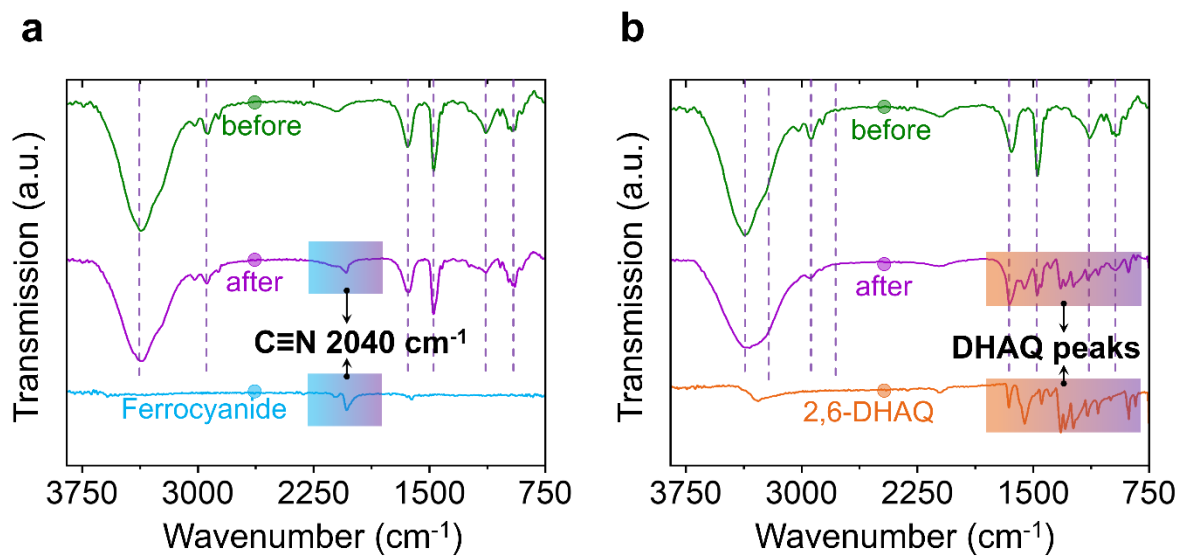 a
Transmission (a.u.)
before
after
C≡N 2040 cm⁻¹
Ferrocyanide
3750 3000 2250 1500 750
Wavenumber (cm⁻¹)
b
Transmission (a.u.)
before
after
DHAQ peaks
2,6-DHAQ
3750 3000 2250 1500 750
Wavenumber (cm⁻¹)